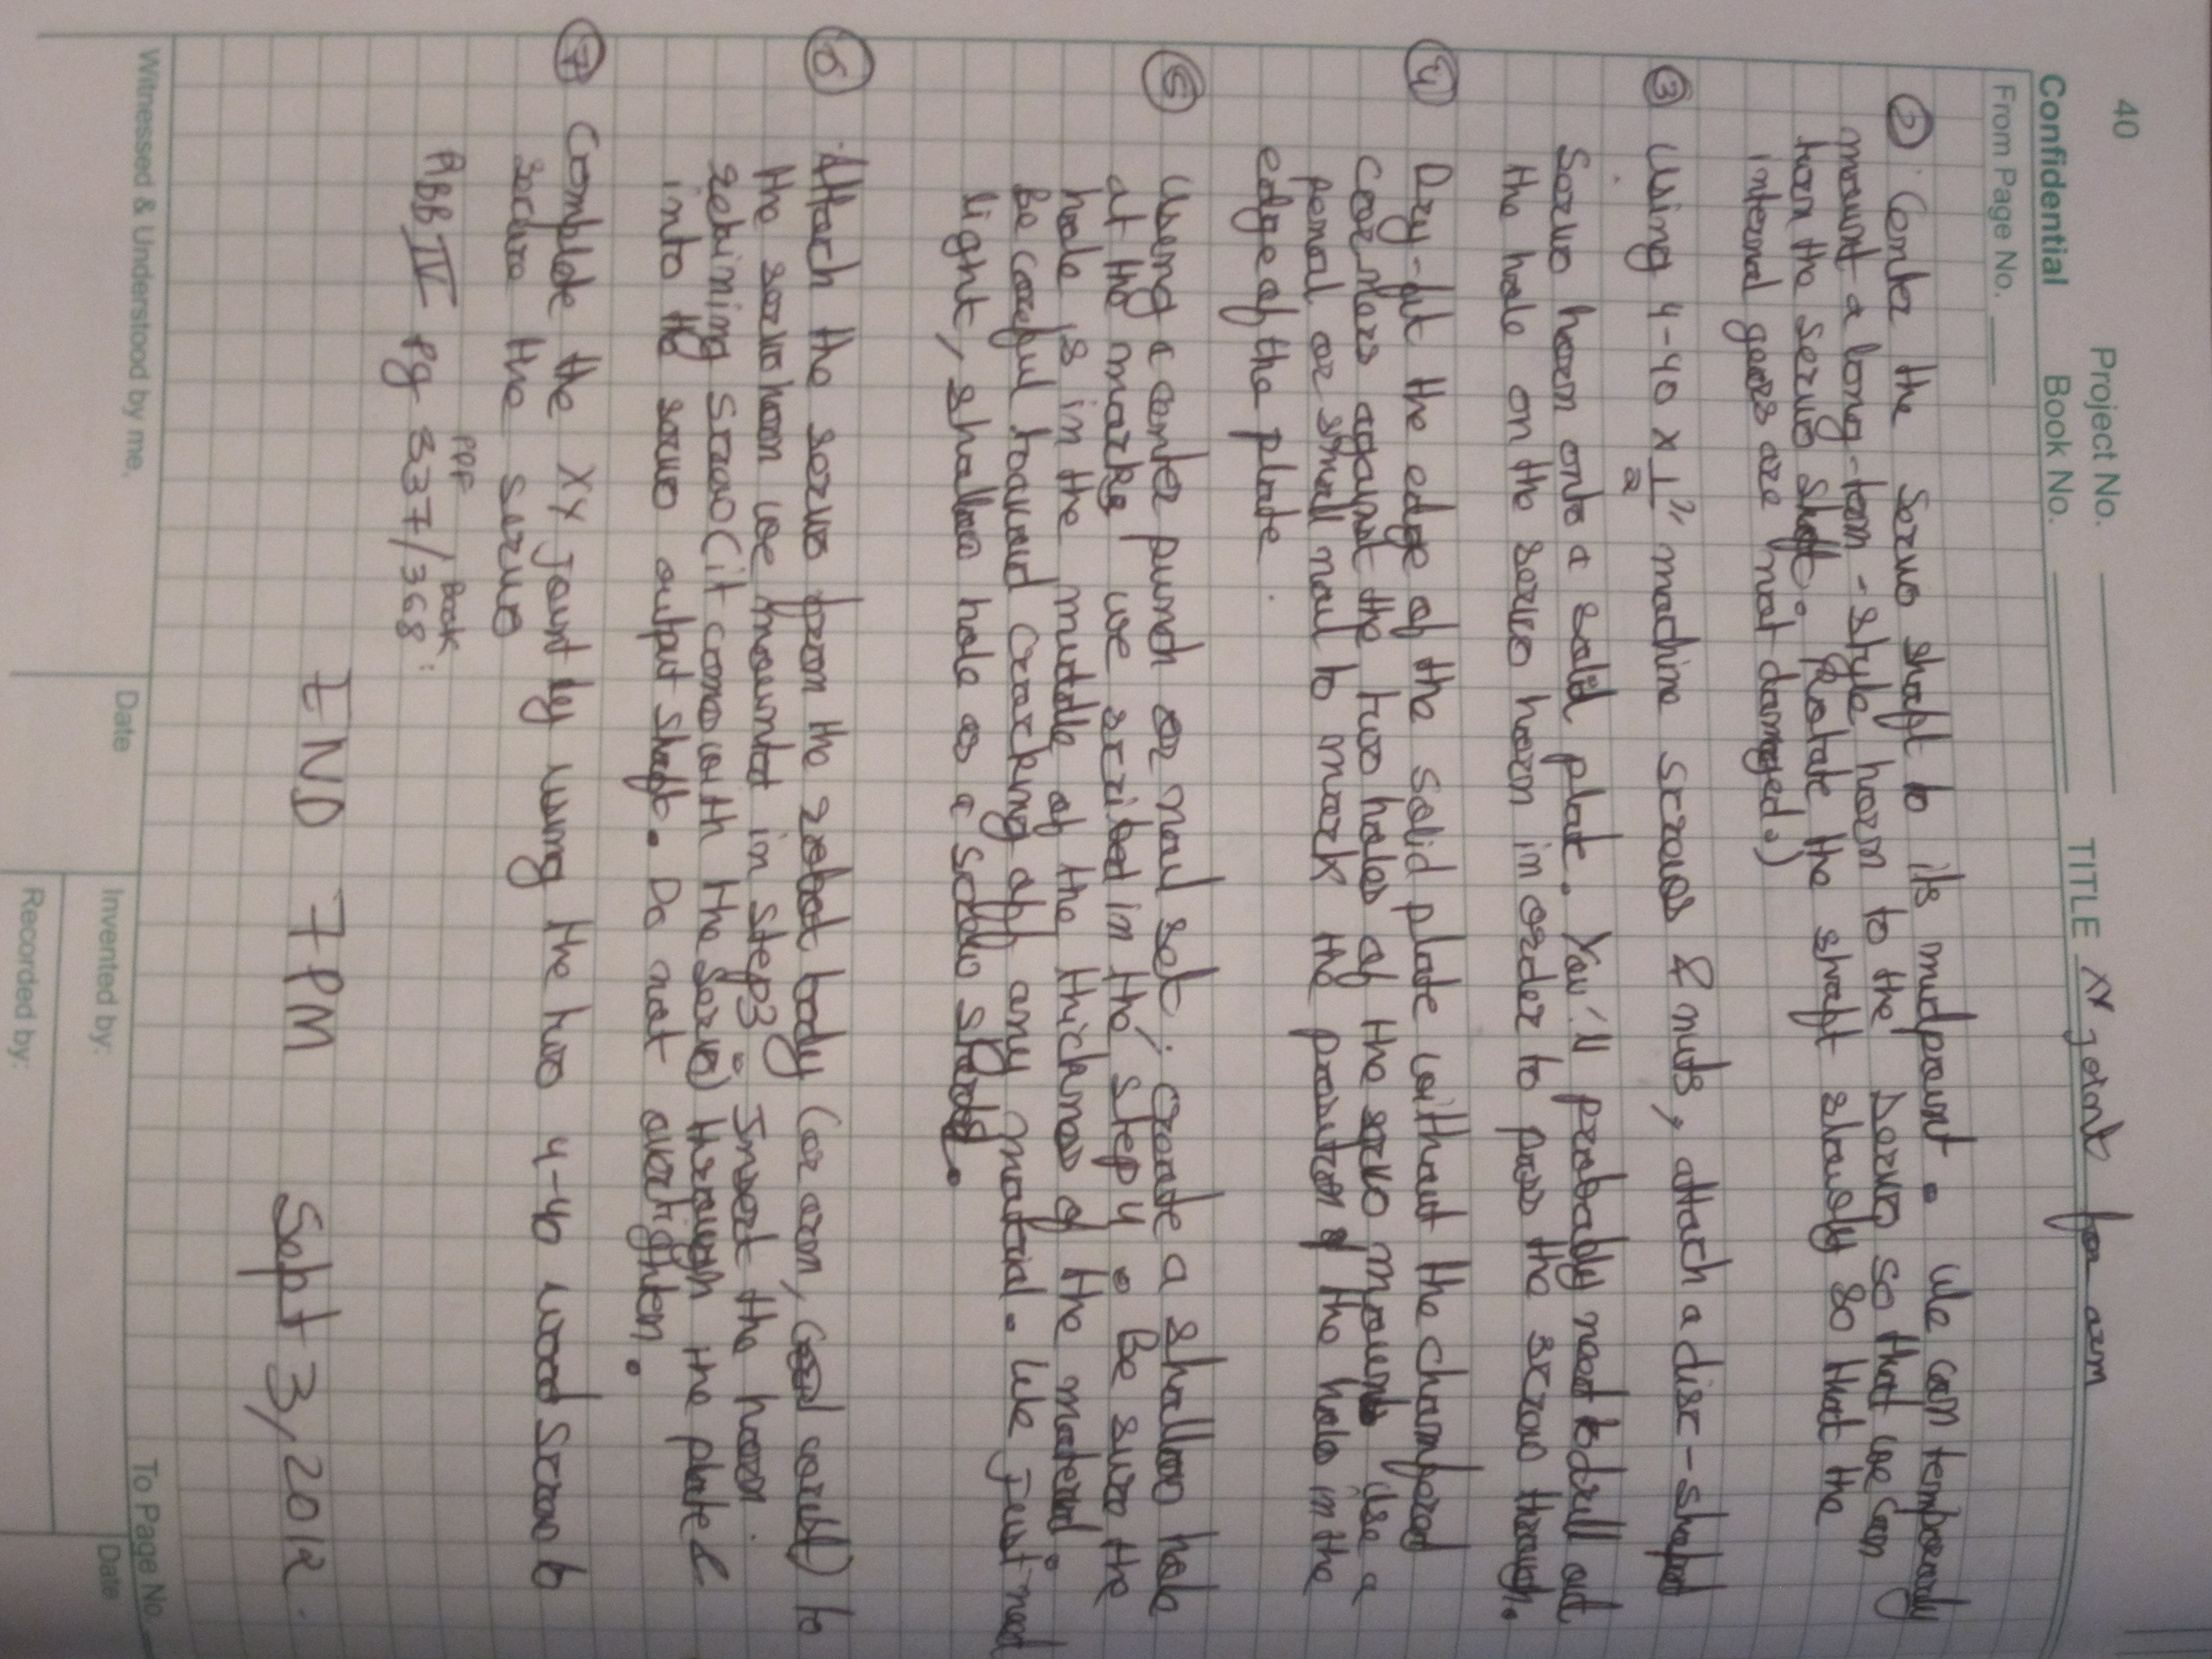 40
Project No.
TITLE XY joint for arm
Confidential
Book No.
From Page No.
② Center the servo shaft to its midpoint. We can temporarily
mount a long-term-style horn to the servo so that we can
turn the servo shaft. Rotate the shaft slowly so that the
internal gears are not damaged.)
③ Using 4-40 x 1/2" machine screws & nuts, attach a disc-shaped
servo horn onto a solid plate. You'll probably need to drill out
the hole on the servo horn in order to pass the screw through.
④ Dry-fit the edge of the solid plate without the chamfered
corners against the two holes of the servo mount. Use a
pencil or small nail to mark the position of the holes in the
edge of the plate.
⑤ Using a center punch or nail set, create a shallow hole
at the marks we scribed in the step 4. Be sure the
hole is in the middle of the thickness of the material.
Be careful toward cracking off any material. We just need
light, shallow hole as a screw starter.
⑥ Attach the servo from the robot body (or arm, wrist) to
the servo horn we mounted in step 3. Insert the horn
retining screw (it comes with the servo) through the plate &
into the servo output shaft. Do not overtighten.
⑦ Complete the XY joint by using the two 4-40 wood screws to
secure the servo
PDF Book
RBB IV pg 337/368.
END 7PM Sept 3, 2012.
To Page No.
Witnessed & Understood by me,
Date
Invented by:
Date
Recorded by: